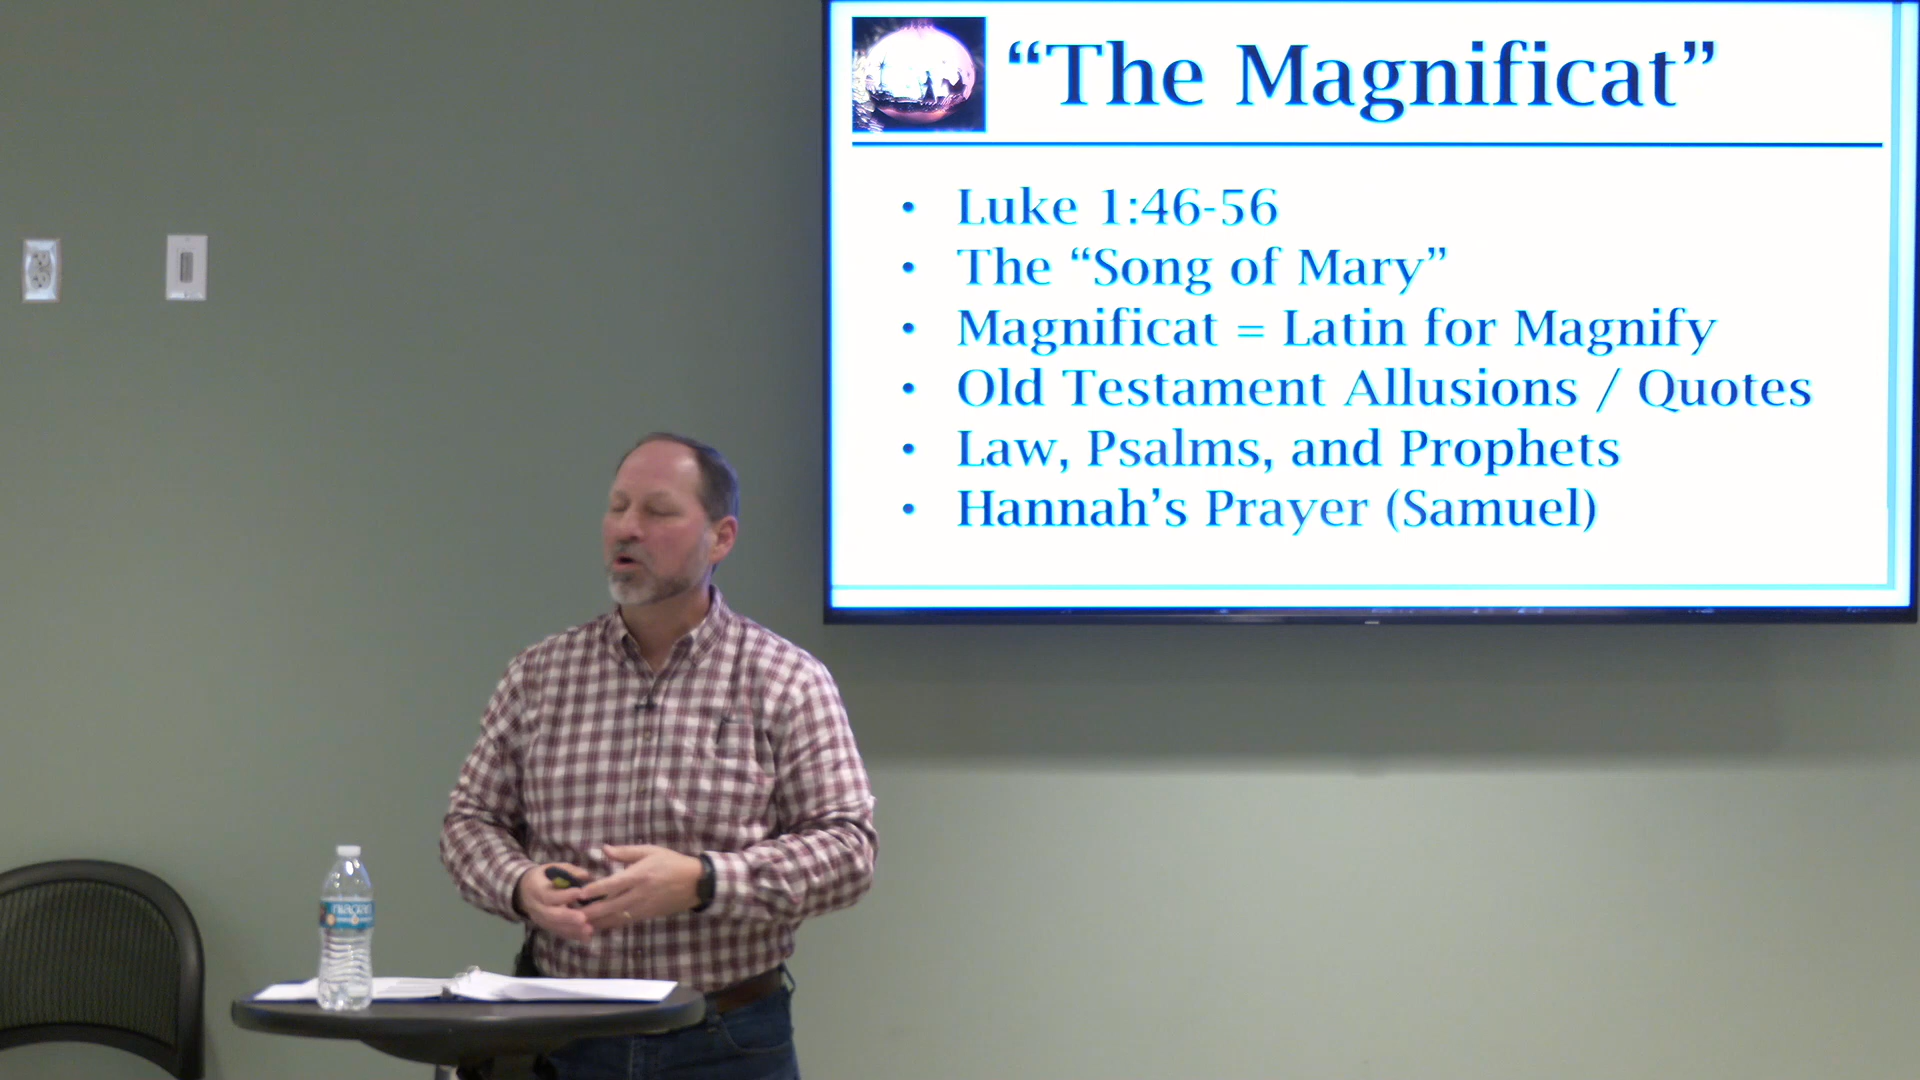 “The Magnificat”
• Luke 1:46-56
• The “Song of Mary”
• Magnificat = Latin for Magnify
• Old Testament Allusions / Quotes
• Law, Psalms, and Prophets
• Hannah’s Prayer (Samuel)